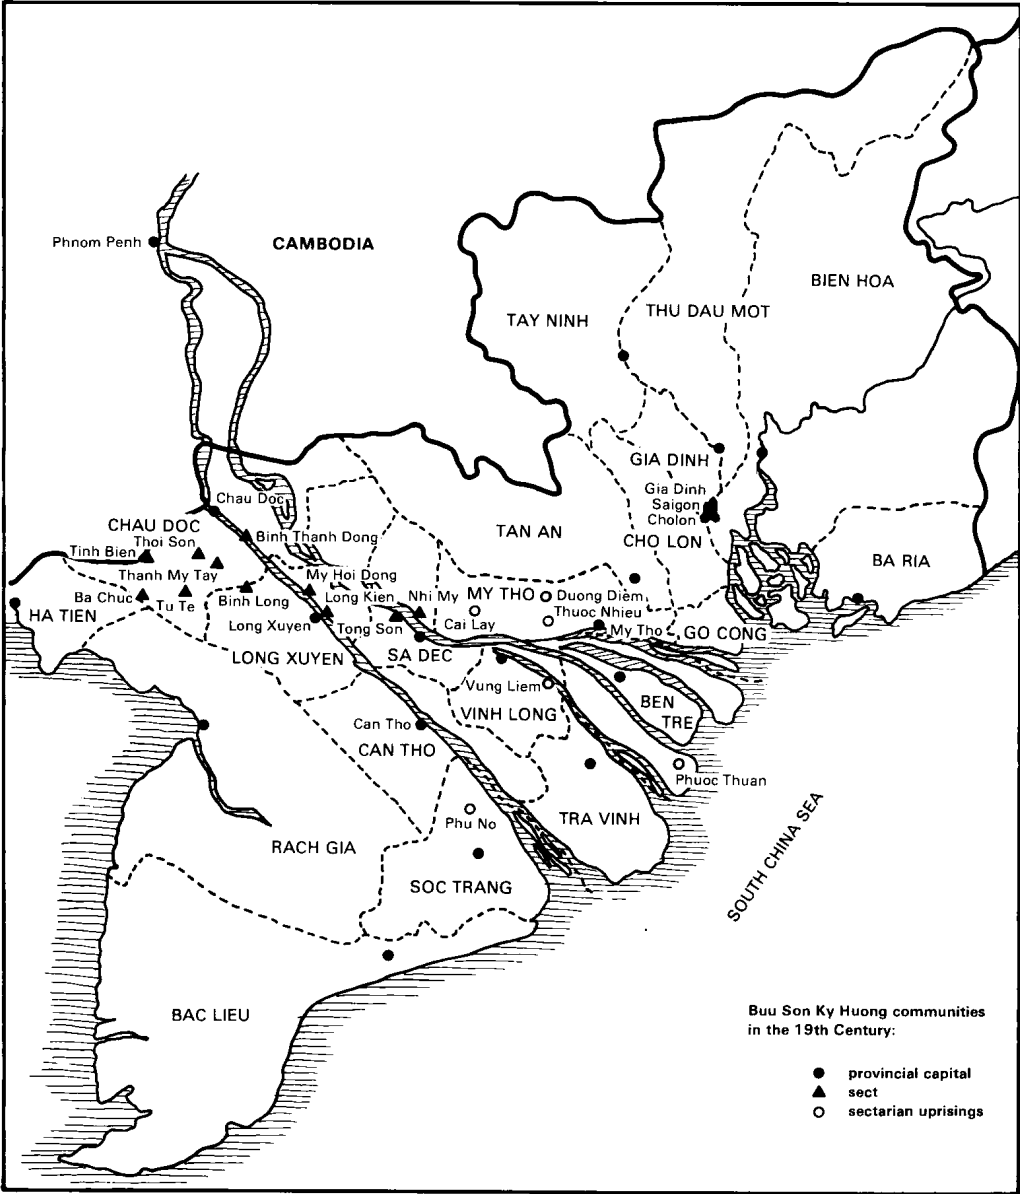 Phnom Penh
CAMBODIA
BIEN HOA
THU DAU MOT
TAY NINH
GIA DINH
Gia Dinh
Saigon
Cholon
Chau Doc
CHAU DOC
Binh Thanh Dong
TAN AN
CHO LON
Thoi Son
Tinh Bien
BA RIA
Thanh My Tay
My Hoi Dong
Ba Chuc
Tu Te
Binh Long
Long Kien
Nhi My
MY THO
Duong Diem
Thuoc Nhieu
HA TIEN
Long Xuyen
Tong Son
Cai Lay
My Tho
GO CONG
LONG XUYEN
SA DEC
Vung Liem
BEN
TRE
VINH LONG
Can Tho
CAN THO
Phuoc Thuan
Phu No
TRA VINH
RACH GIA
SOC TRANG
SOUTH CHINA SEA
BAC LIEU
Buu Son Ky Huong communities
in the 19th Century:
provincial capital
sect
sectarian uprisings